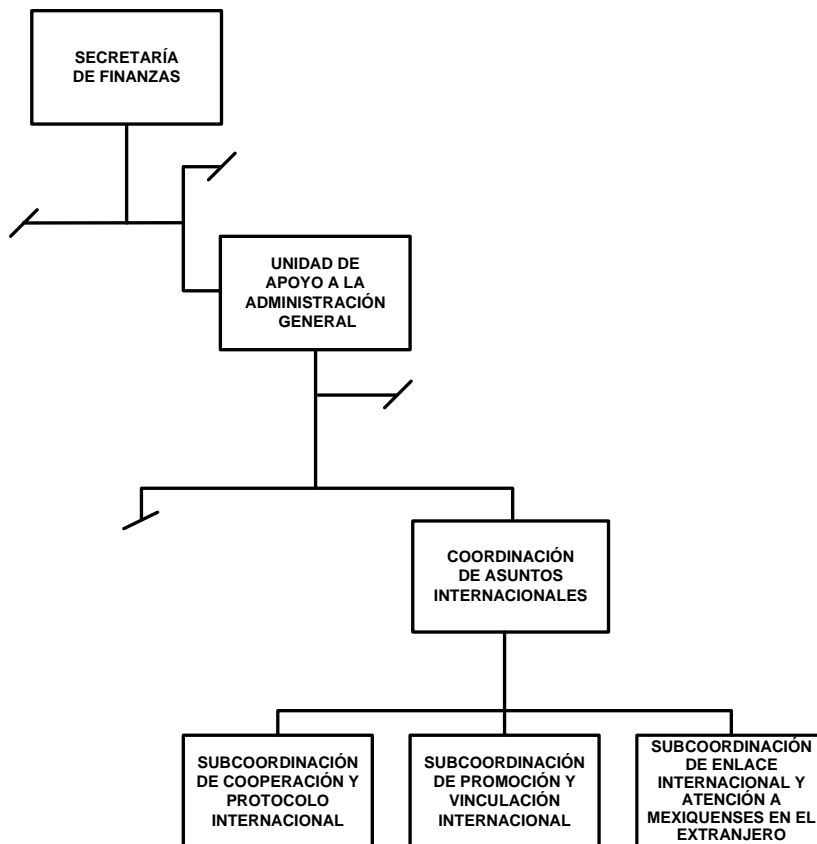 SECRETARÍA
DE FINANZAS
UNIDAD DE
APOYO A LA
ADMINISTRACIÓN
GENERAL
COORDINACIÓN
DE ASUNTOS
INTERNACIONALES
SUBCOORDINACIÓN
DE COOPERACIÓN Y
PROTOCOLO
INTERNACIONAL
SUBCOORDINACIÓN
DE PROMOCIÓN Y
VINCULACIÓN
INTERNACIONAL
SUBCOORDINACIÓN
DE ENLACE
INTERNACIONAL Y
ATENCIÓN A
MEXIQUENSES EN EL
EXTRANJERO